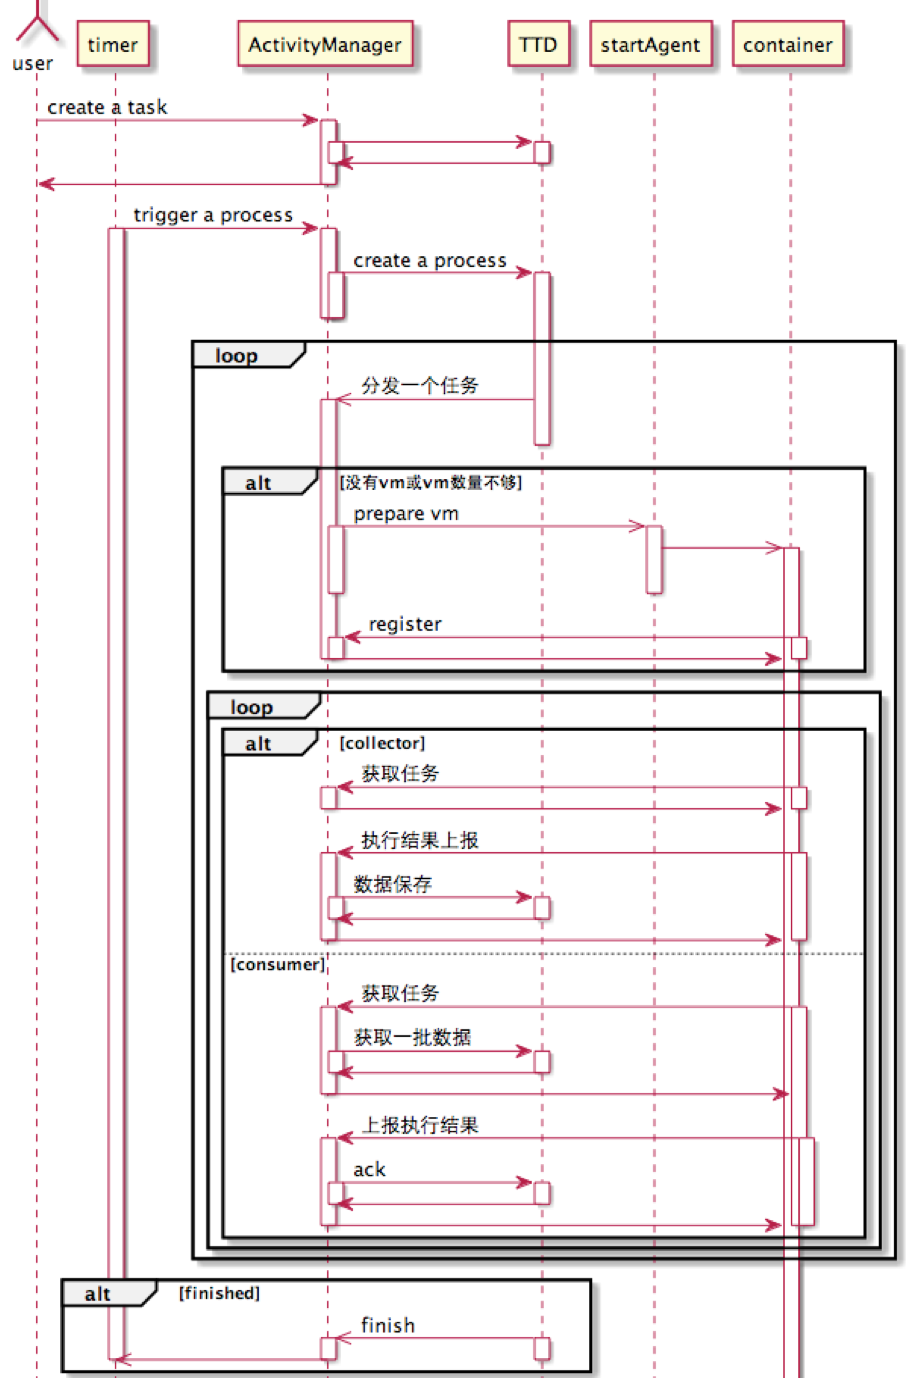 user
timer
ActivityManager
TTD
startAgent
container
create a task
trigger a process
create a process
loop
分发一个任务
alt
[没有vm或vm数量不够]
prepare vm
register
loop
alt
[collector]
获取任务
执行结果上报
数据保存
[consumer]
获取任务
获取一批数据
上报执行结果
ack
alt
[finished]
finish